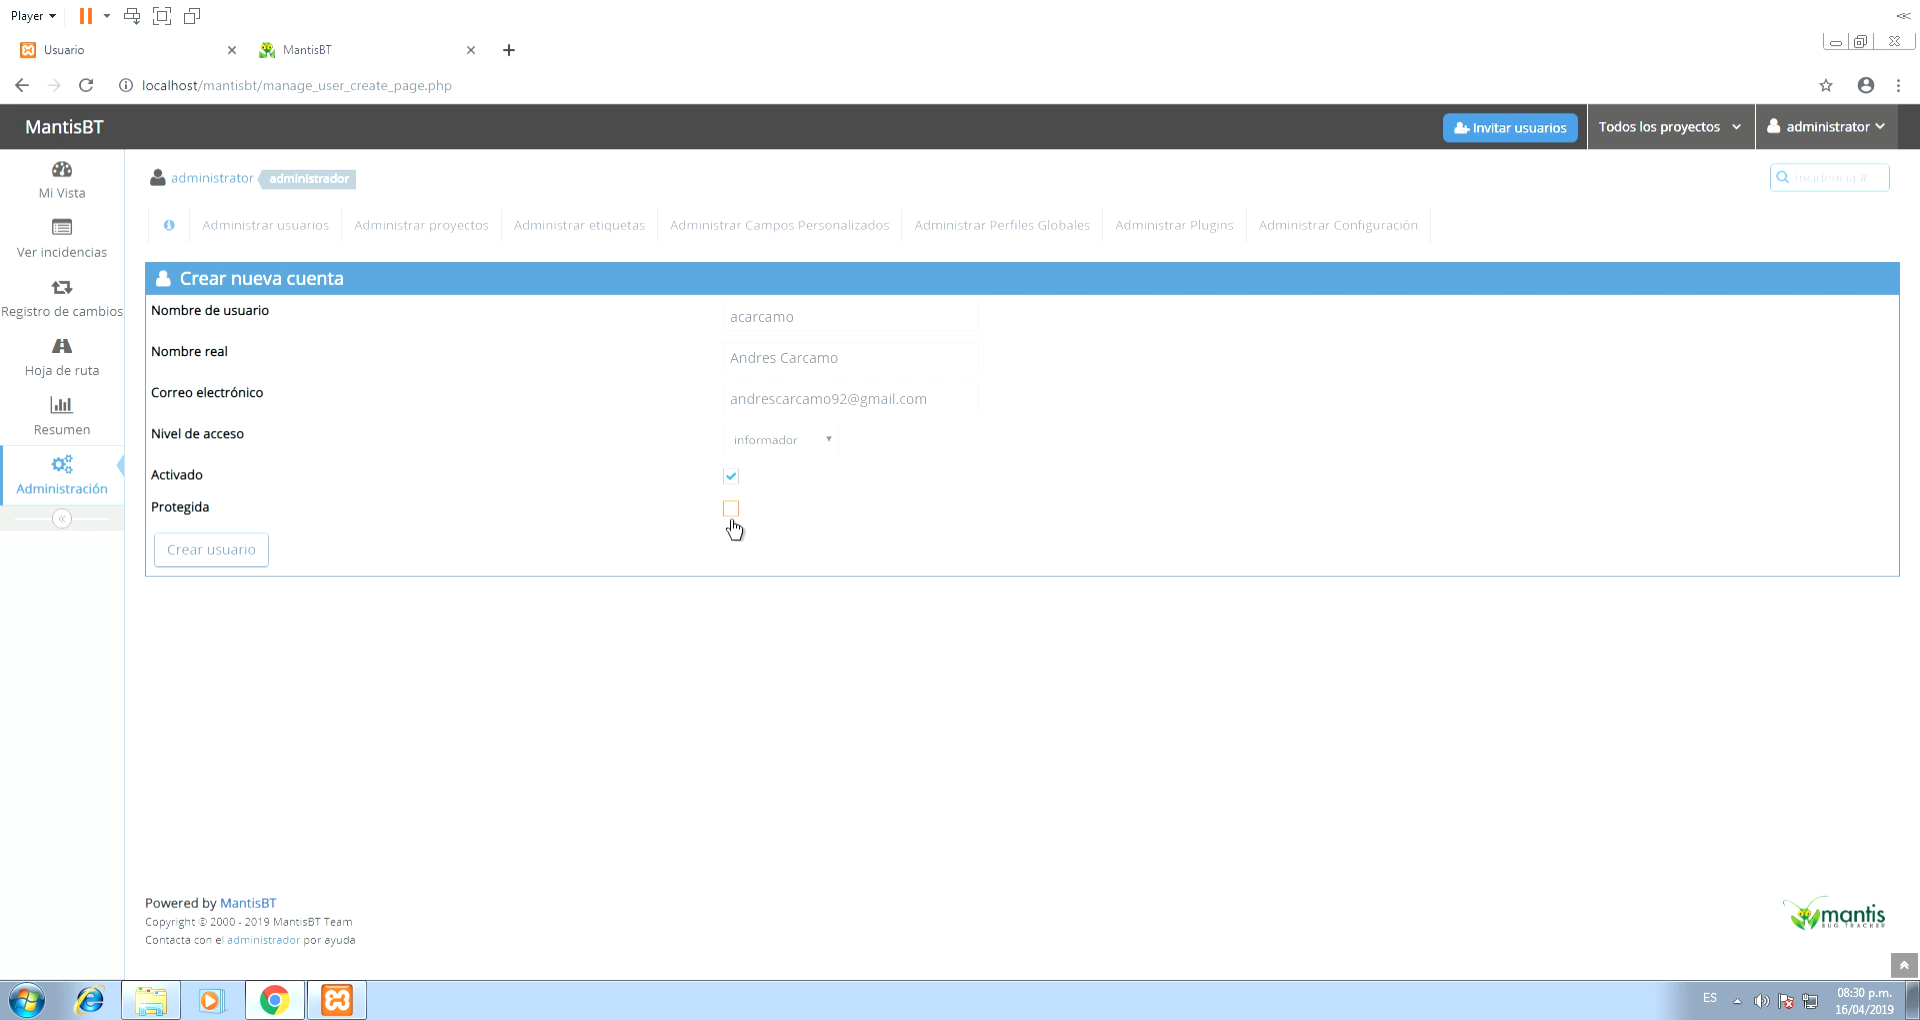 Player
Usuario
MantisBT
localhost/mantisbt/manage_user_create_page.php
MantisBT
Invitar usuarios
Todos los proyectos
administrator
Mi Vista
Ver incidencias
Registro de cambios
Hoja de ruta
Resumen
Administración
administrator administrador
incidencia #
Administrar usuarios Administrar proyectos Administrar etiquetas Administrar Campos Personalizados Administrar Perfiles Globales Administrar Plugins Administrar Configuración
Crear nueva cuenta
Nombre de usuario acarcamo
Nombre real Andres Carcamo
Correo electrónico andrescarcamo92@gmail.com
Nivel de acceso informador
Activado
Protegida
Crear usuario
Powered by MantisBT
Copyright © 2000 - 2019 MantisBT Team
Contacta con el administrador por ayuda
mantis
BUG TRACKER
ES
08:30 p.m.
16/04/2019